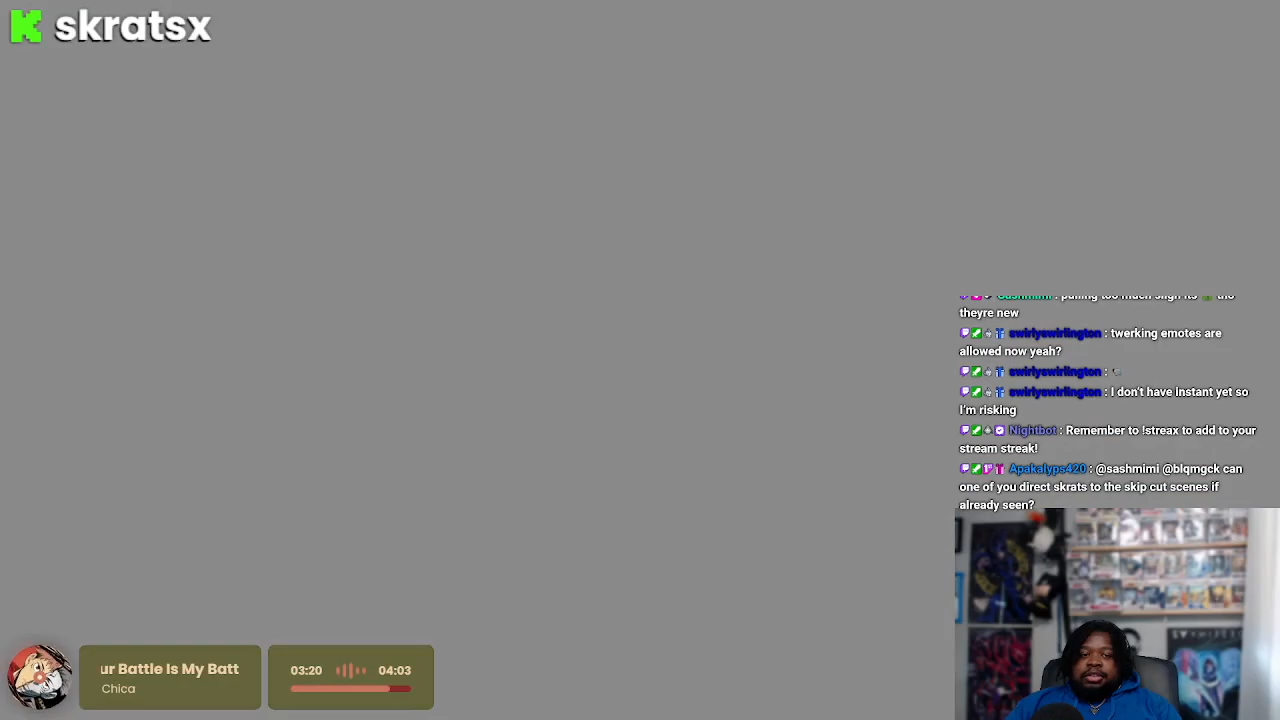 skratsx
theyre new
swirlyswirlington : twerking emotes are
allowed now yeah?
swirlyswirlington :
swirlyswirlington : I don't have instant yet so
I'm risking
Nightbot : Remember to !streax to add to your
stream streak!
Apakalyps420 : @sashmimi @blqmgck can
one of you direct skrats to the skip cut scenes if
already seen?
ur Battle Is My Batt
Chica
03:20 04:03